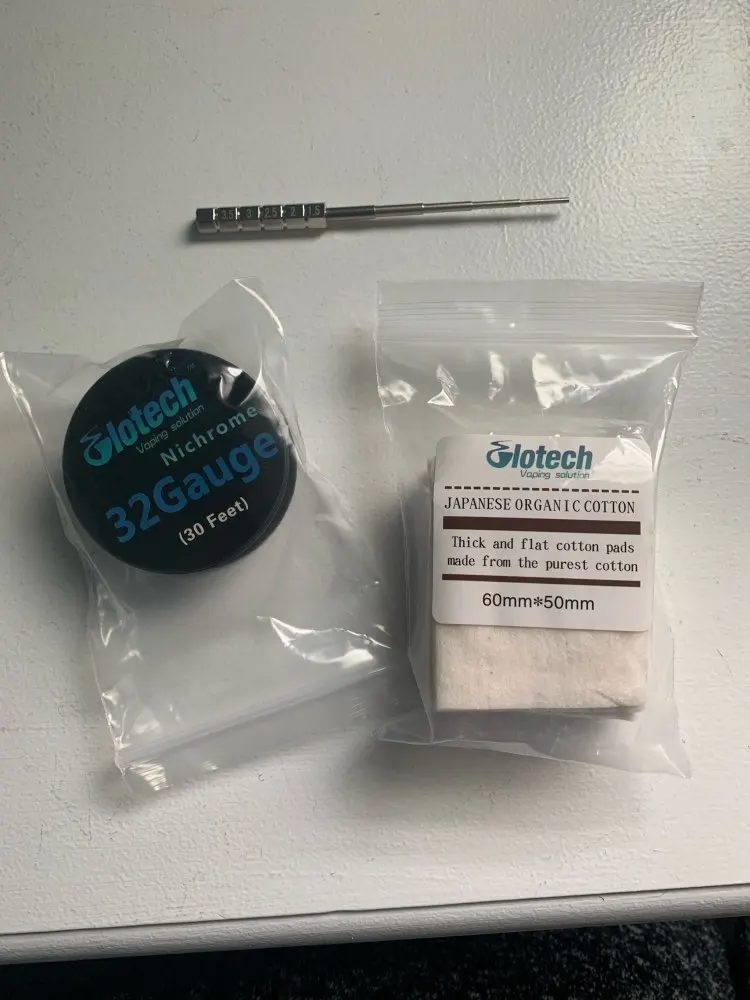 3.5 3 2.5 2 1.5
Glotech™
Vaping solution
Nichrome
32Gauge
(30 Feet)
Glotech
Vaping solution
JAPANESE ORGANIC COTTON
Thick and flat cotton pads
made from the purest cotton
60mm*50mm